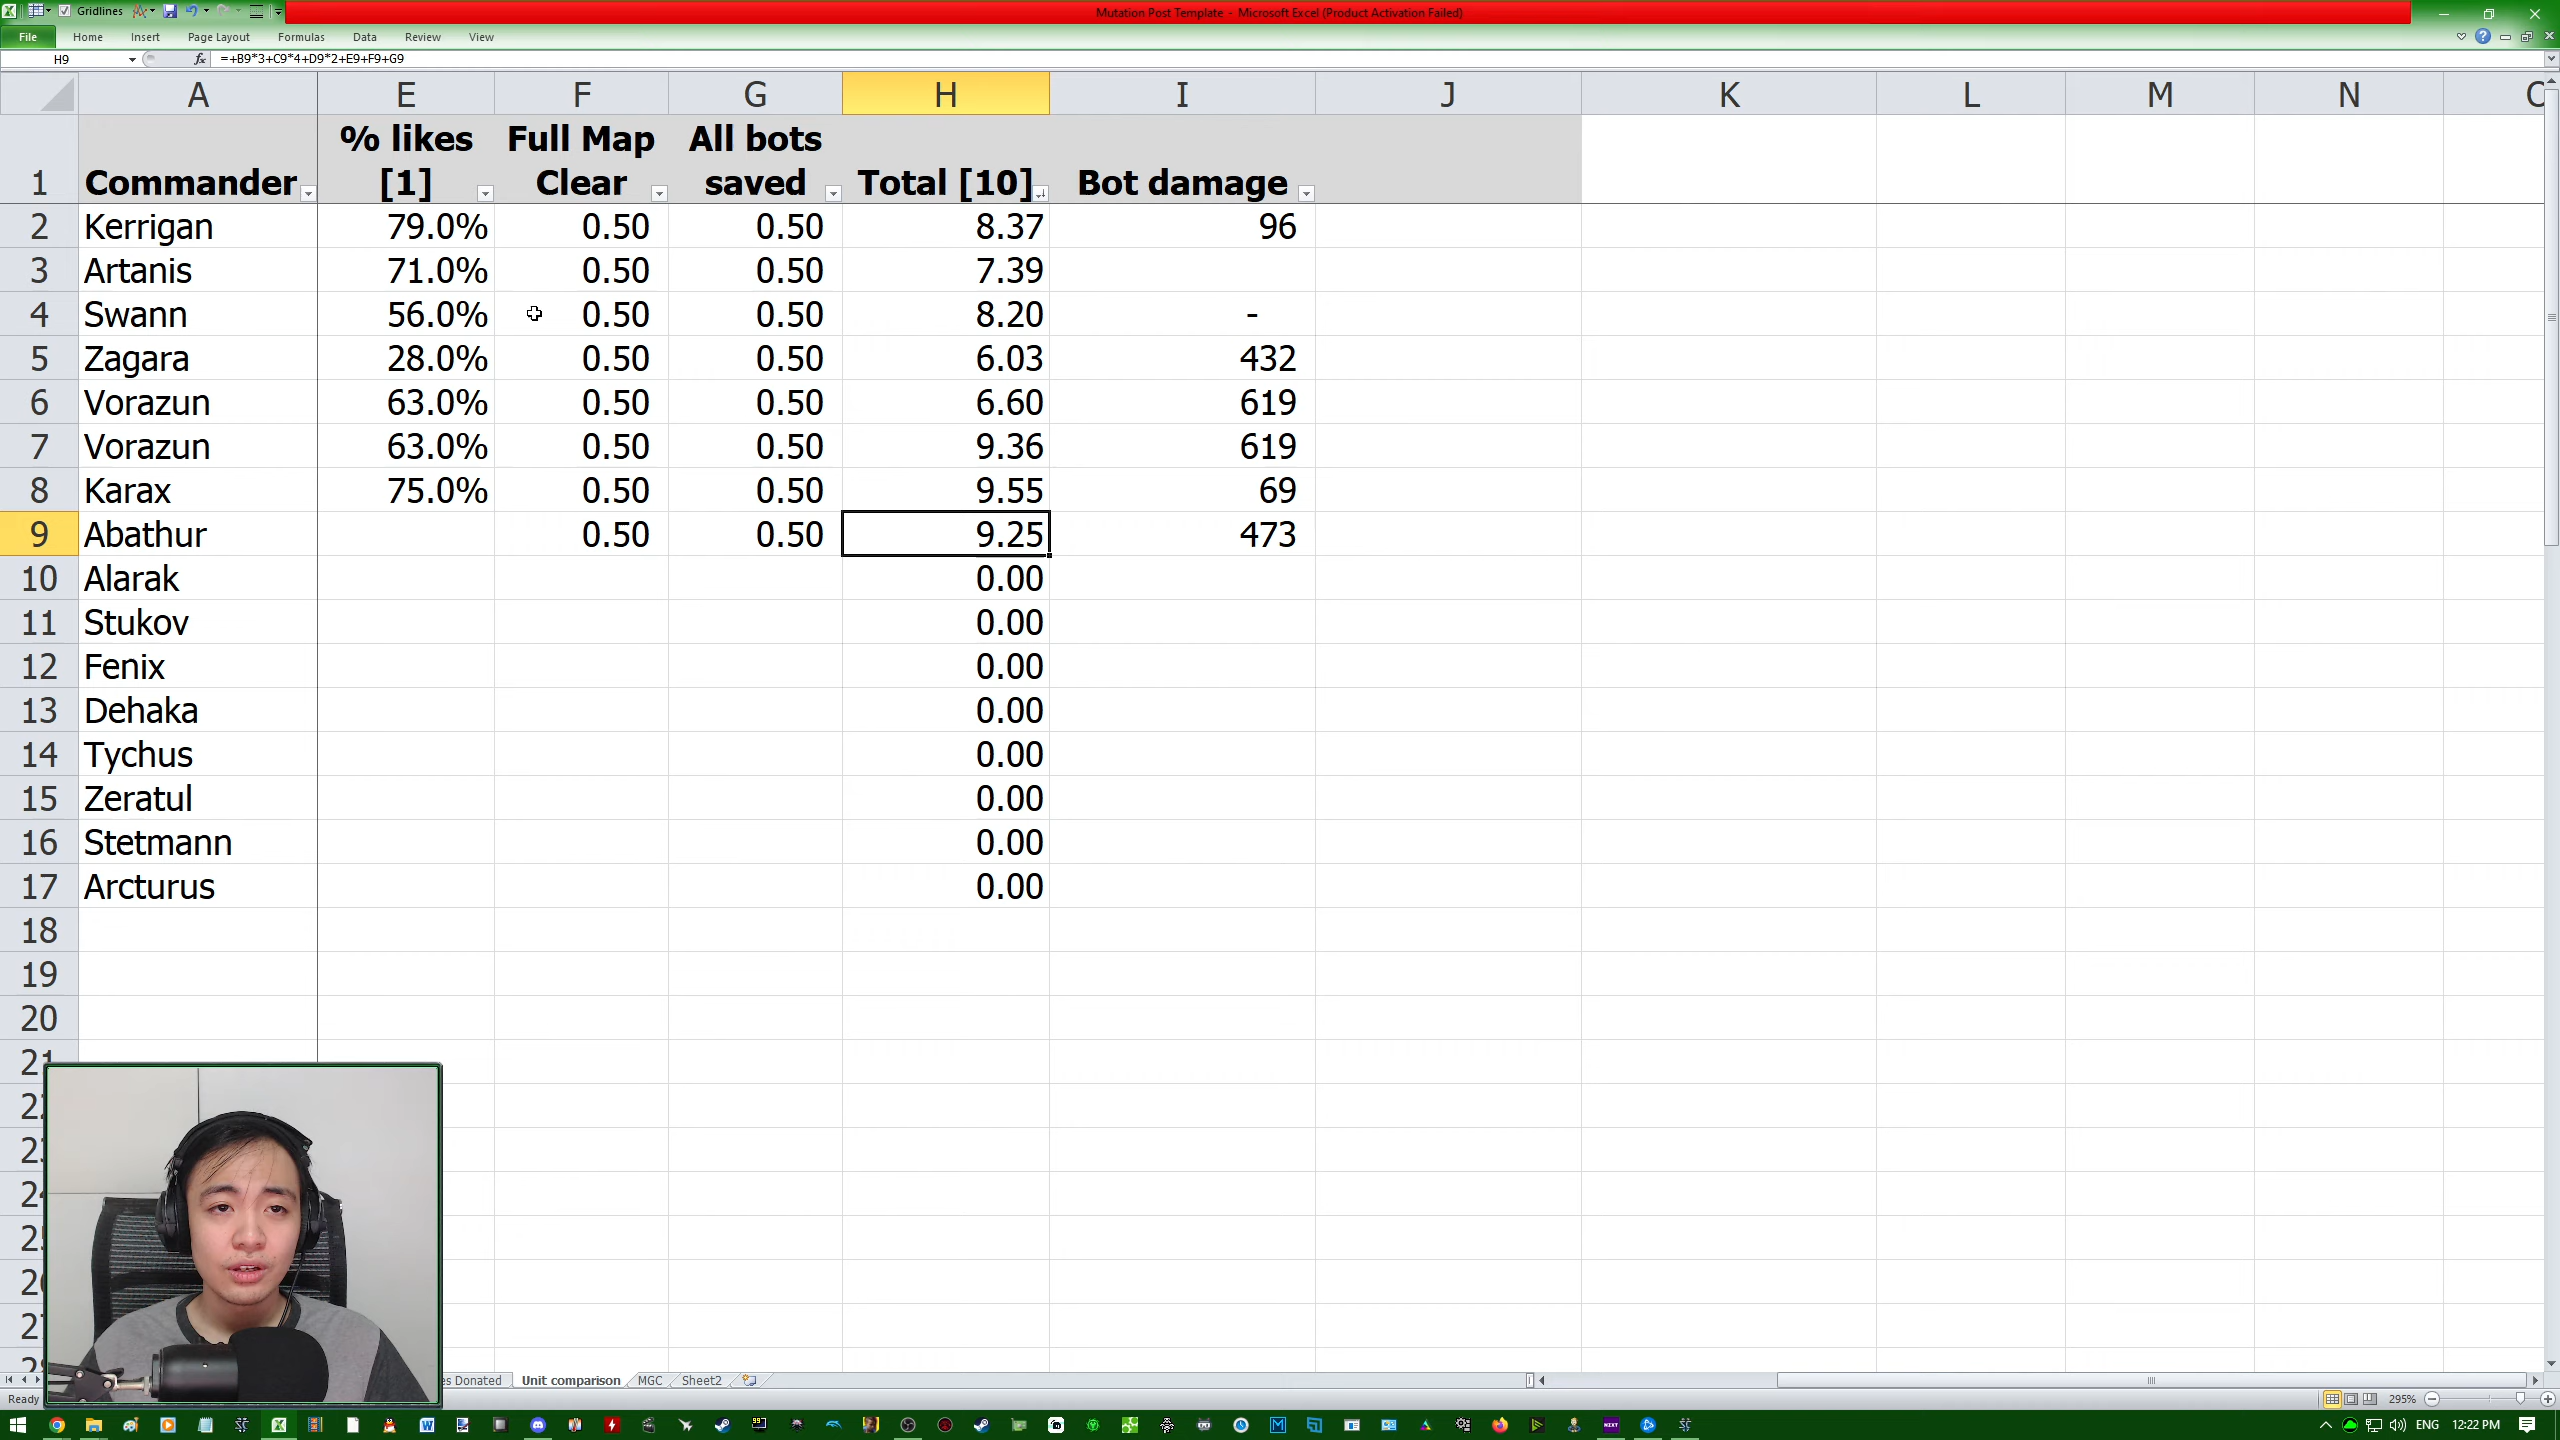 Gridlines
Mutation Post Template - Microsoft Excel (Product Activation Failed)
File Home Insert Page Layout Formulas Data Review View
H9 fx =+B9*3+C9*4+D9*2+E9+F9+G9
A E F G H I J K L M N
1 Commander % likes [1] Full Map Clear All bots saved Total [10] Bot damage
2 Kerrigan 79.0% 0.50 0.50 8.37 96
3 Artanis 71.0% 0.50 0.50 7.39
4 Swann 56.0% 0.50 0.50 8.20 -
5 Zagara 28.0% 0.50 0.50 6.03 432
6 Vorazun 63.0% 0.50 0.50 6.60 619
7 Vorazun 63.0% 0.50 0.50 9.36 619
8 Karax 75.0% 0.50 0.50 9.55 69
9 Abathur 0.50 0.50 9.25 473
10 Alarak 0.00
11 Stukov 0.00
12 Fenix 0.00
13 Dehaka 0.00
14 Tychus 0.00
15 Zeratul 0.00
16 Stetmann 0.00
17 Arcturus 0.00
18
19
20
21
es Donated Unit comparison MGC Sheet2
Ready 295%
ENG 12:22 PM